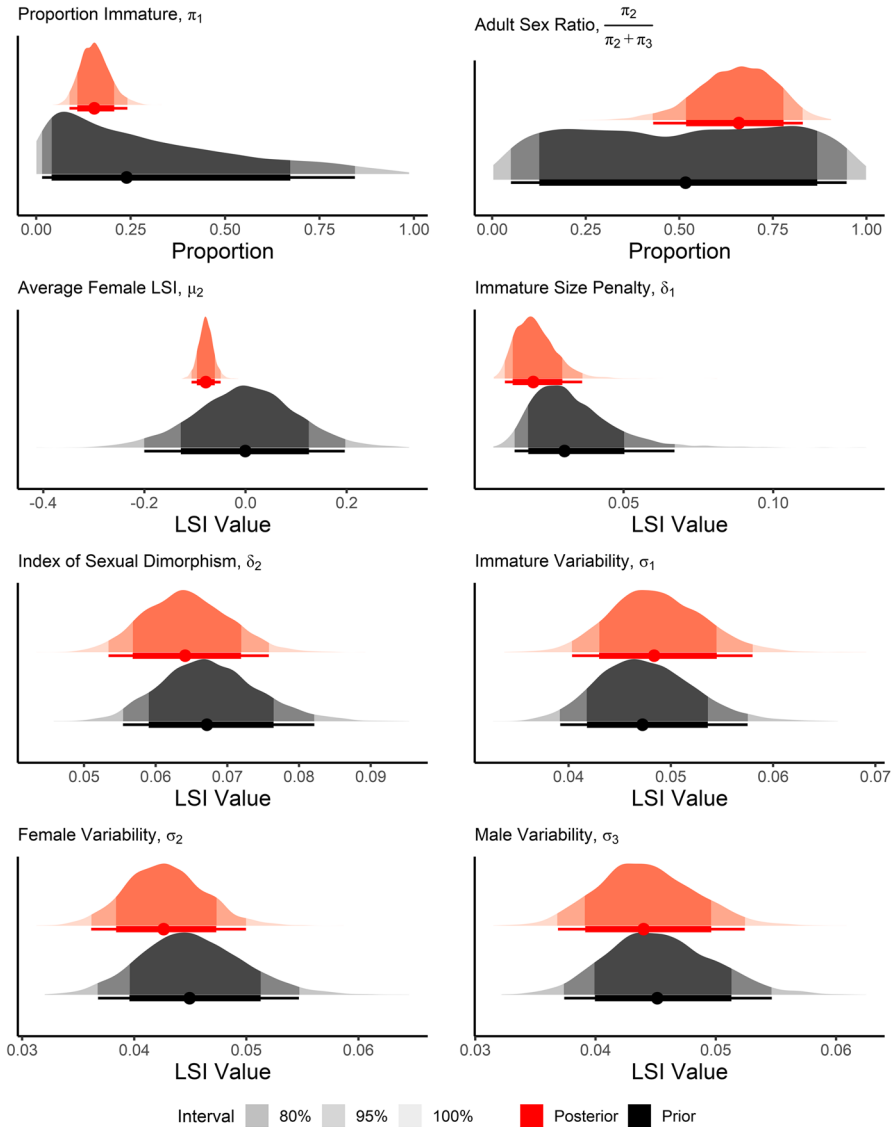 Proportion Immature, π₁
0.00 0.25 0.50 0.75 1.00
Proportion
Adult Sex Ratio, π₂ / (π₂ + π₃)
0.00 0.25 0.50 0.75 1.00
Proportion
Average Female LSI, μ₂
-0.4 -0.2 0.0 0.2
LSI Value
Immature Size Penalty, δ₁
0.05 0.10
LSI Value
Index of Sexual Dimorphism, δ₂
0.05 0.06 0.07 0.08 0.09
LSI Value
Immature Variability, σ₁
0.04 0.05 0.06 0.07
LSI Value
Female Variability, σ₂
0.03 0.04 0.05 0.06
LSI Value
Male Variability, σ₃
0.03 0.04 0.05 0.06
LSI Value
Interval 80% 95% 100% Posterior Prior